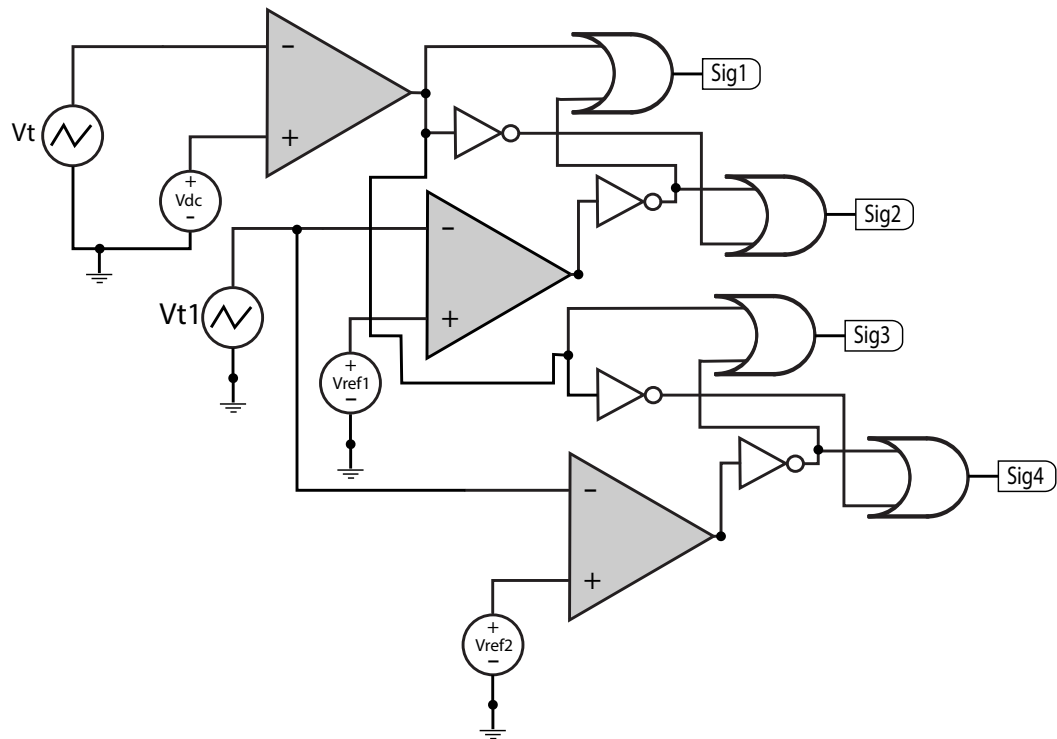 −
Sig1
Vt
+
+
Vdc
−
Sig2
−
Vt1
+
Sig3
+
Vref1
−
Sig4
−
+
+
Vref2
−